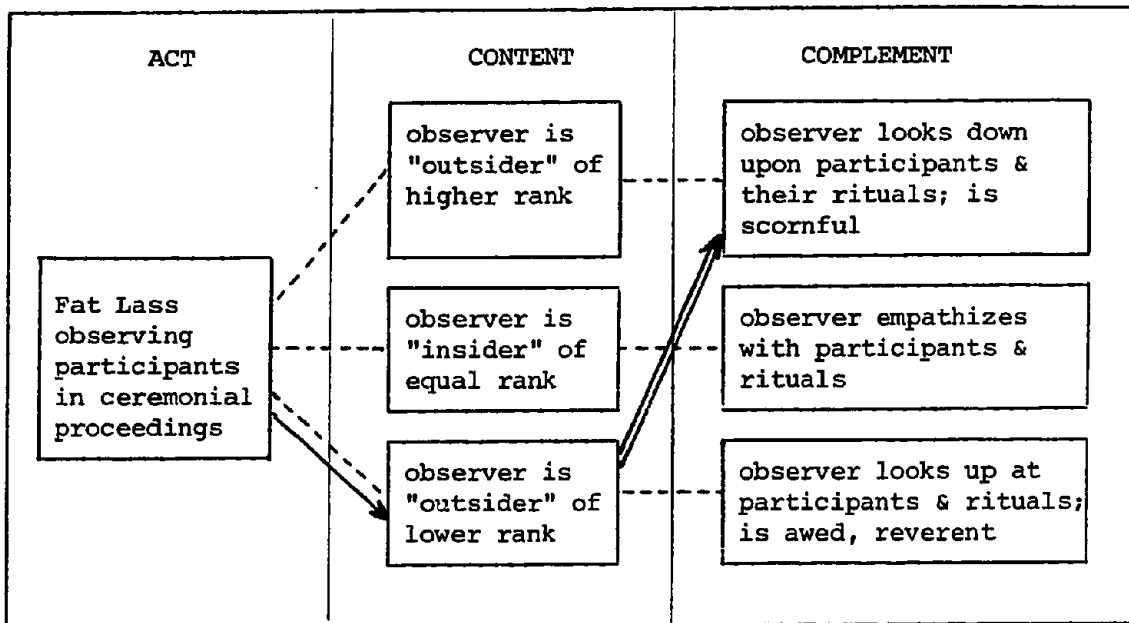 ACT
CONTENT
COMPLEMENT
Fat Lass
observing
participants
in ceremonial
proceedings
observer is
"outsider" of
higher rank
observer is
"insider" of
equal rank
observer is
"outsider" of
lower rank
observer looks down
upon participants &
their rituals; is
scornful
observer empathizes
with participants &
rituals
observer looks up at
participants & rituals;
is awed, reverent